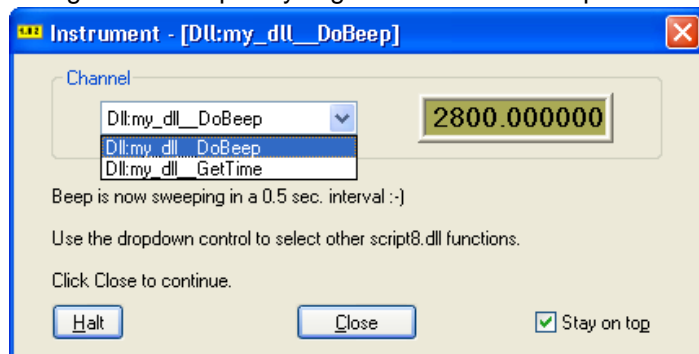 Instrument - [Dll:my_dll__DoBeep]
Channel
Dll:my_dll__DoBeep
2800.000000
Dll:my_dll__DoBeep
Dll:my_dll__GetTime
Beep is now sweeping in a 0.5 sec. interval :-)
Use the dropdown control to select other script8.dll functions.
Click Close to continue.
Halt
Close
Stay on top